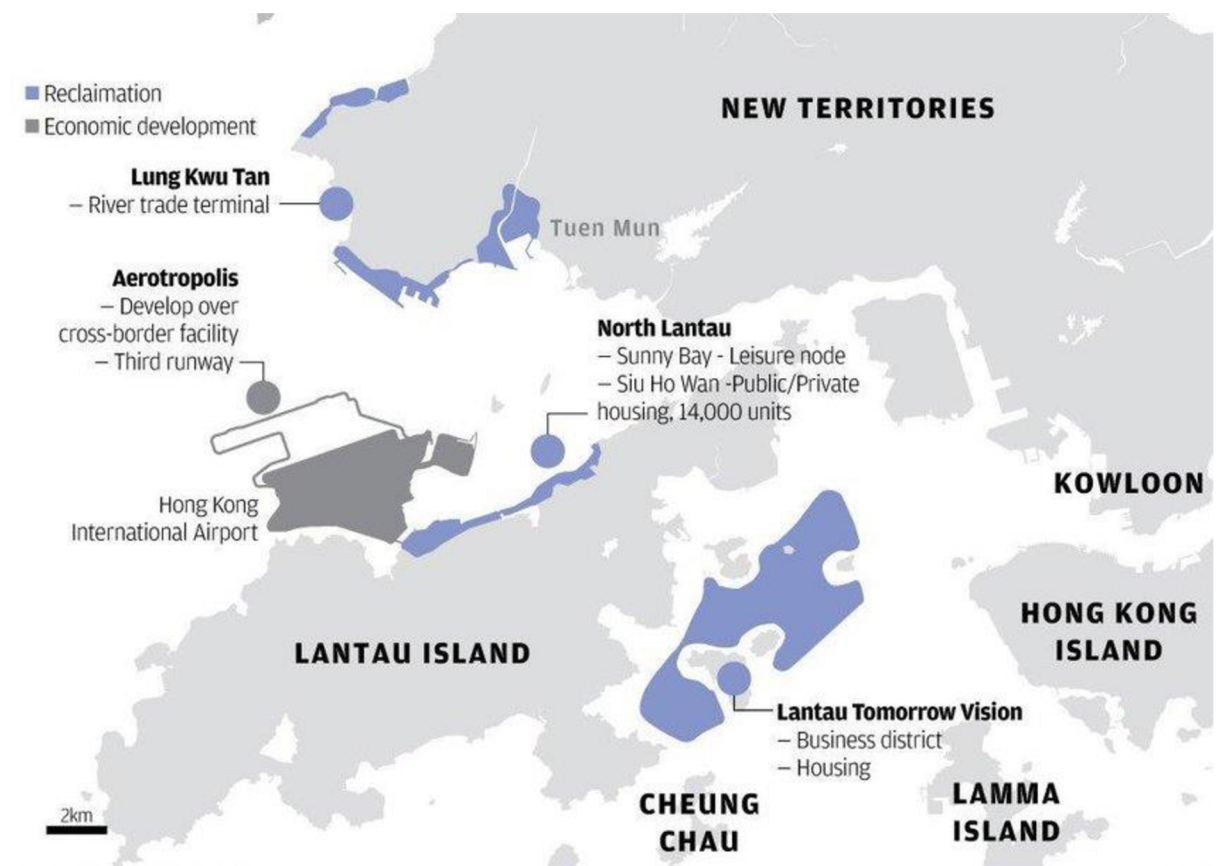 Reclaimation
Economic development
NEW TERRITORIES
Lung Kwu Tan
– River trade terminal
Tuen Mun
Aerotropolis
– Develop over
cross-border facility
– Third runway
North Lantau
– Sunny Bay - Leisure node
– Siu Ho Wan -Public/Private
housing, 14,000 units
Hong Kong
International Airport
KOWLOON
HONG KONG
ISLAND
LANTAU ISLAND
Lantau Tomorrow Vision
– Business district
– Housing
CHEUNG
CHAU
LAMMA
ISLAND
2km